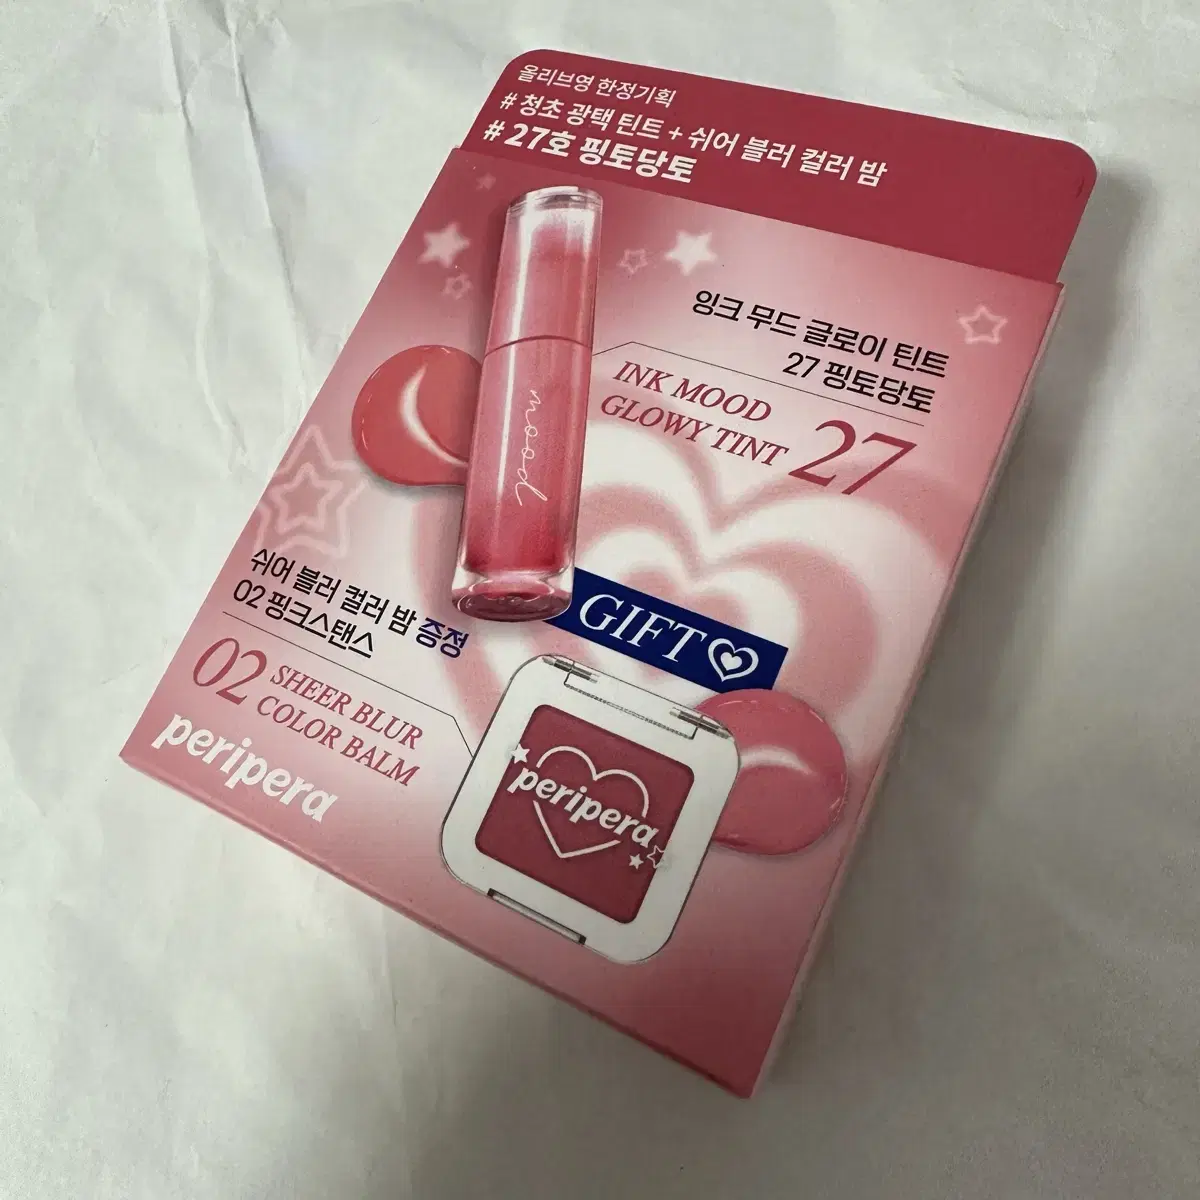 올리브영 한정기획
# 청초 광택 틴트 + 쉬어 블러 컬러 밤
# 27호 핑토당토
잉크 무드 글로이 틴트
27 핑토당토
INK MOOD
GLOWY TINT 27
mood
쉬어 블러 컬러 밤 증정
02 핑크스탠스
02 SHEER BLUR
COLOR BALM
GIFT
peripera
peripera